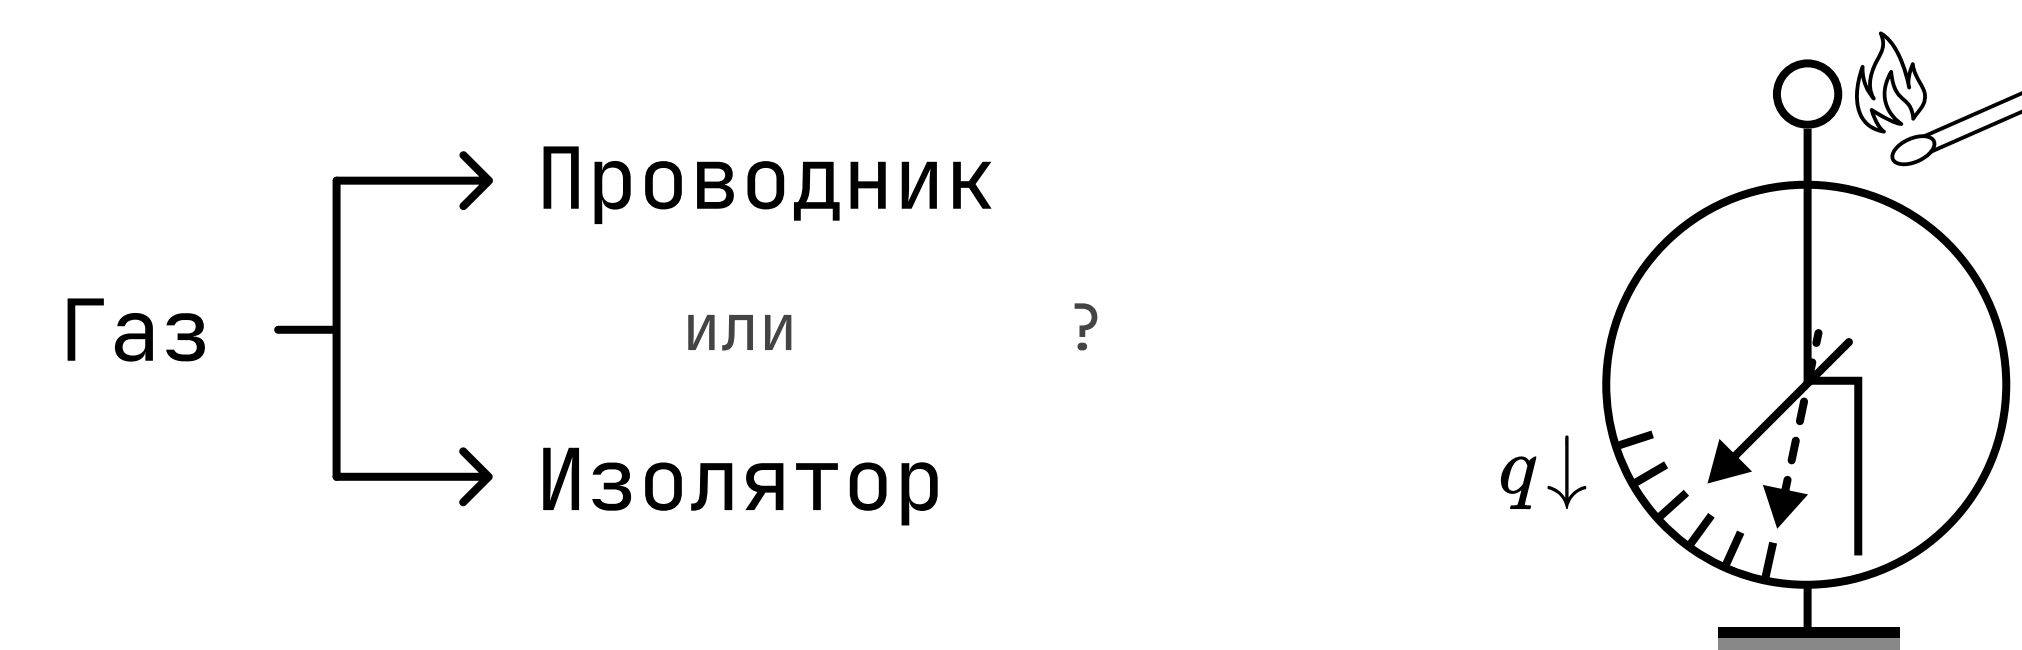 Проводник
Газ
или ?
Изолятор
q↓